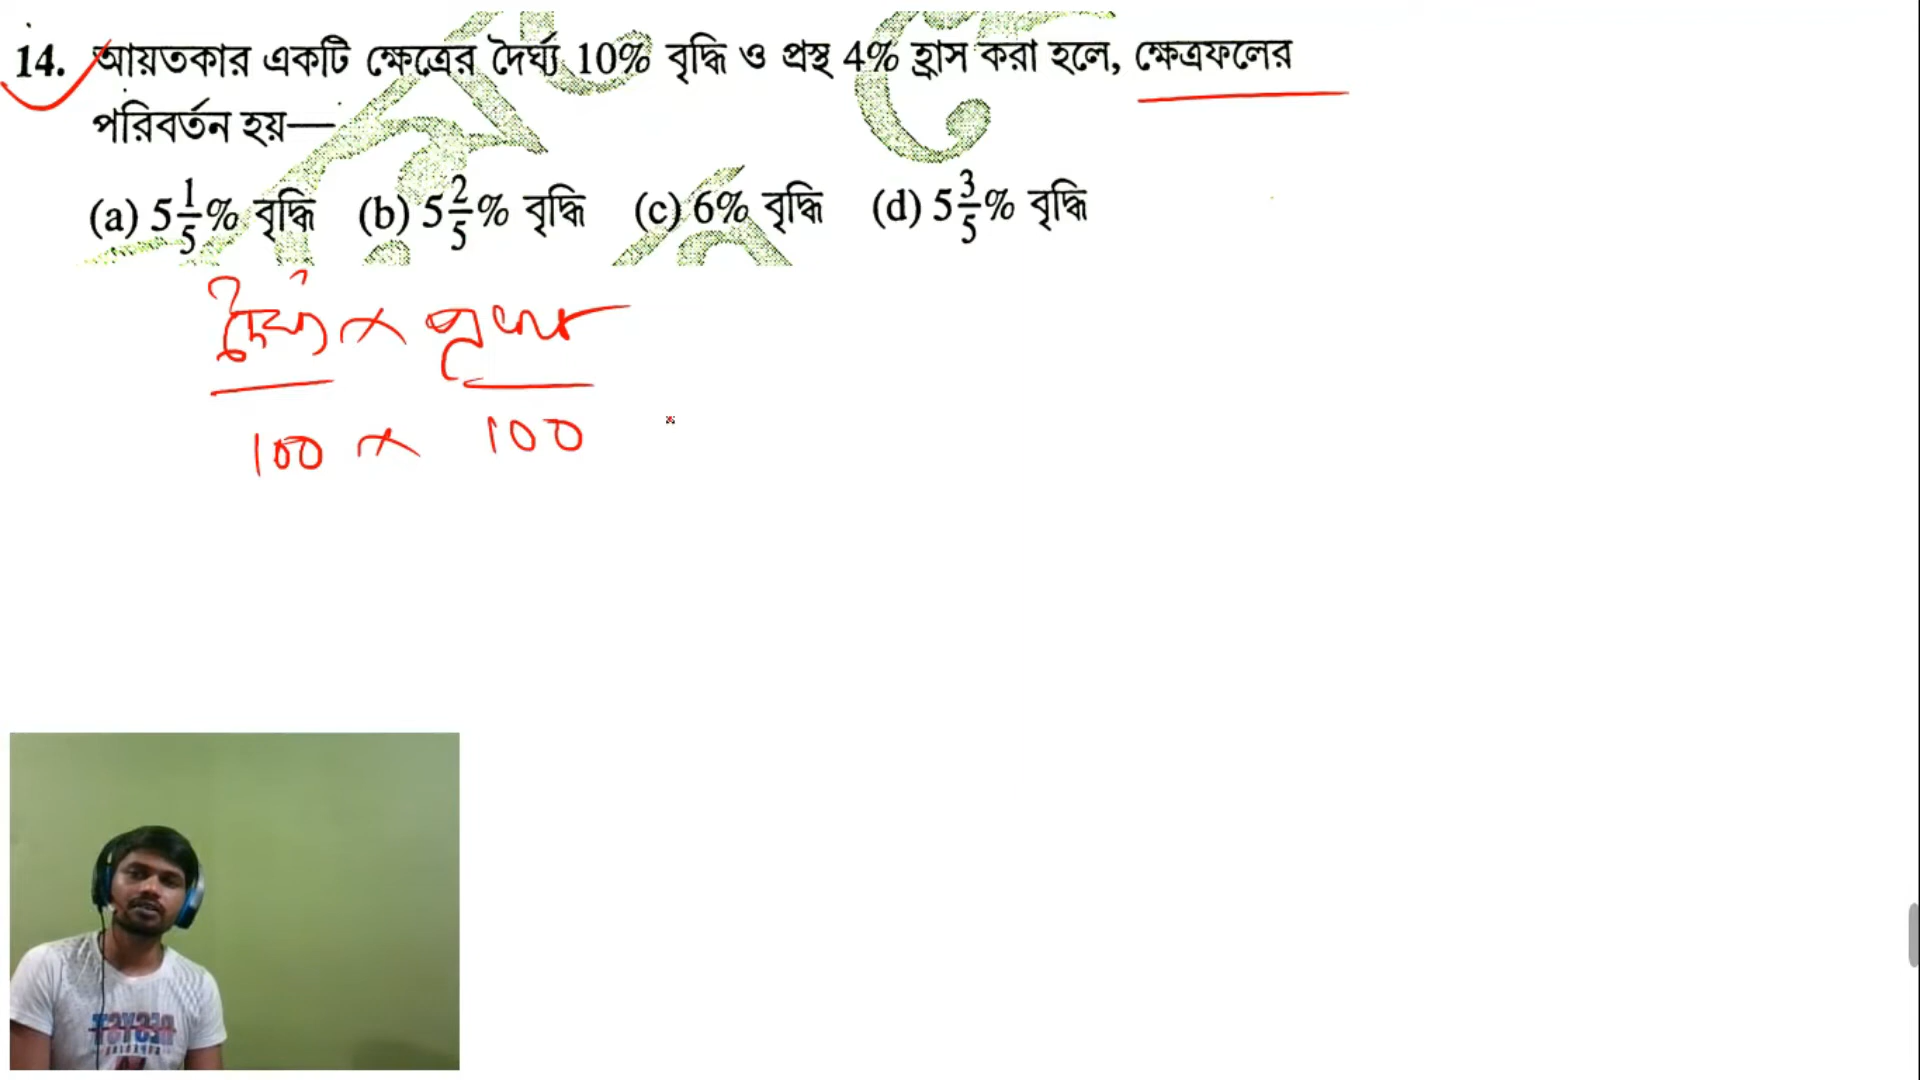 14. আয়তকার একটি ক্ষেত্রের দৈর্ঘ্য 10% বৃদ্ধি ও প্রস্থ 4% হ্রাস করা হলে, ক্ষেত্রফলের
পরিবর্তন হয়—
(a) 5 1/5% বৃদ্ধি (b) 5 2/5% বৃদ্ধি (c) 6% বৃদ্ধি (d) 5 3/5% বৃদ্ধি
দৈর্ঘ্য ×
100 × 100